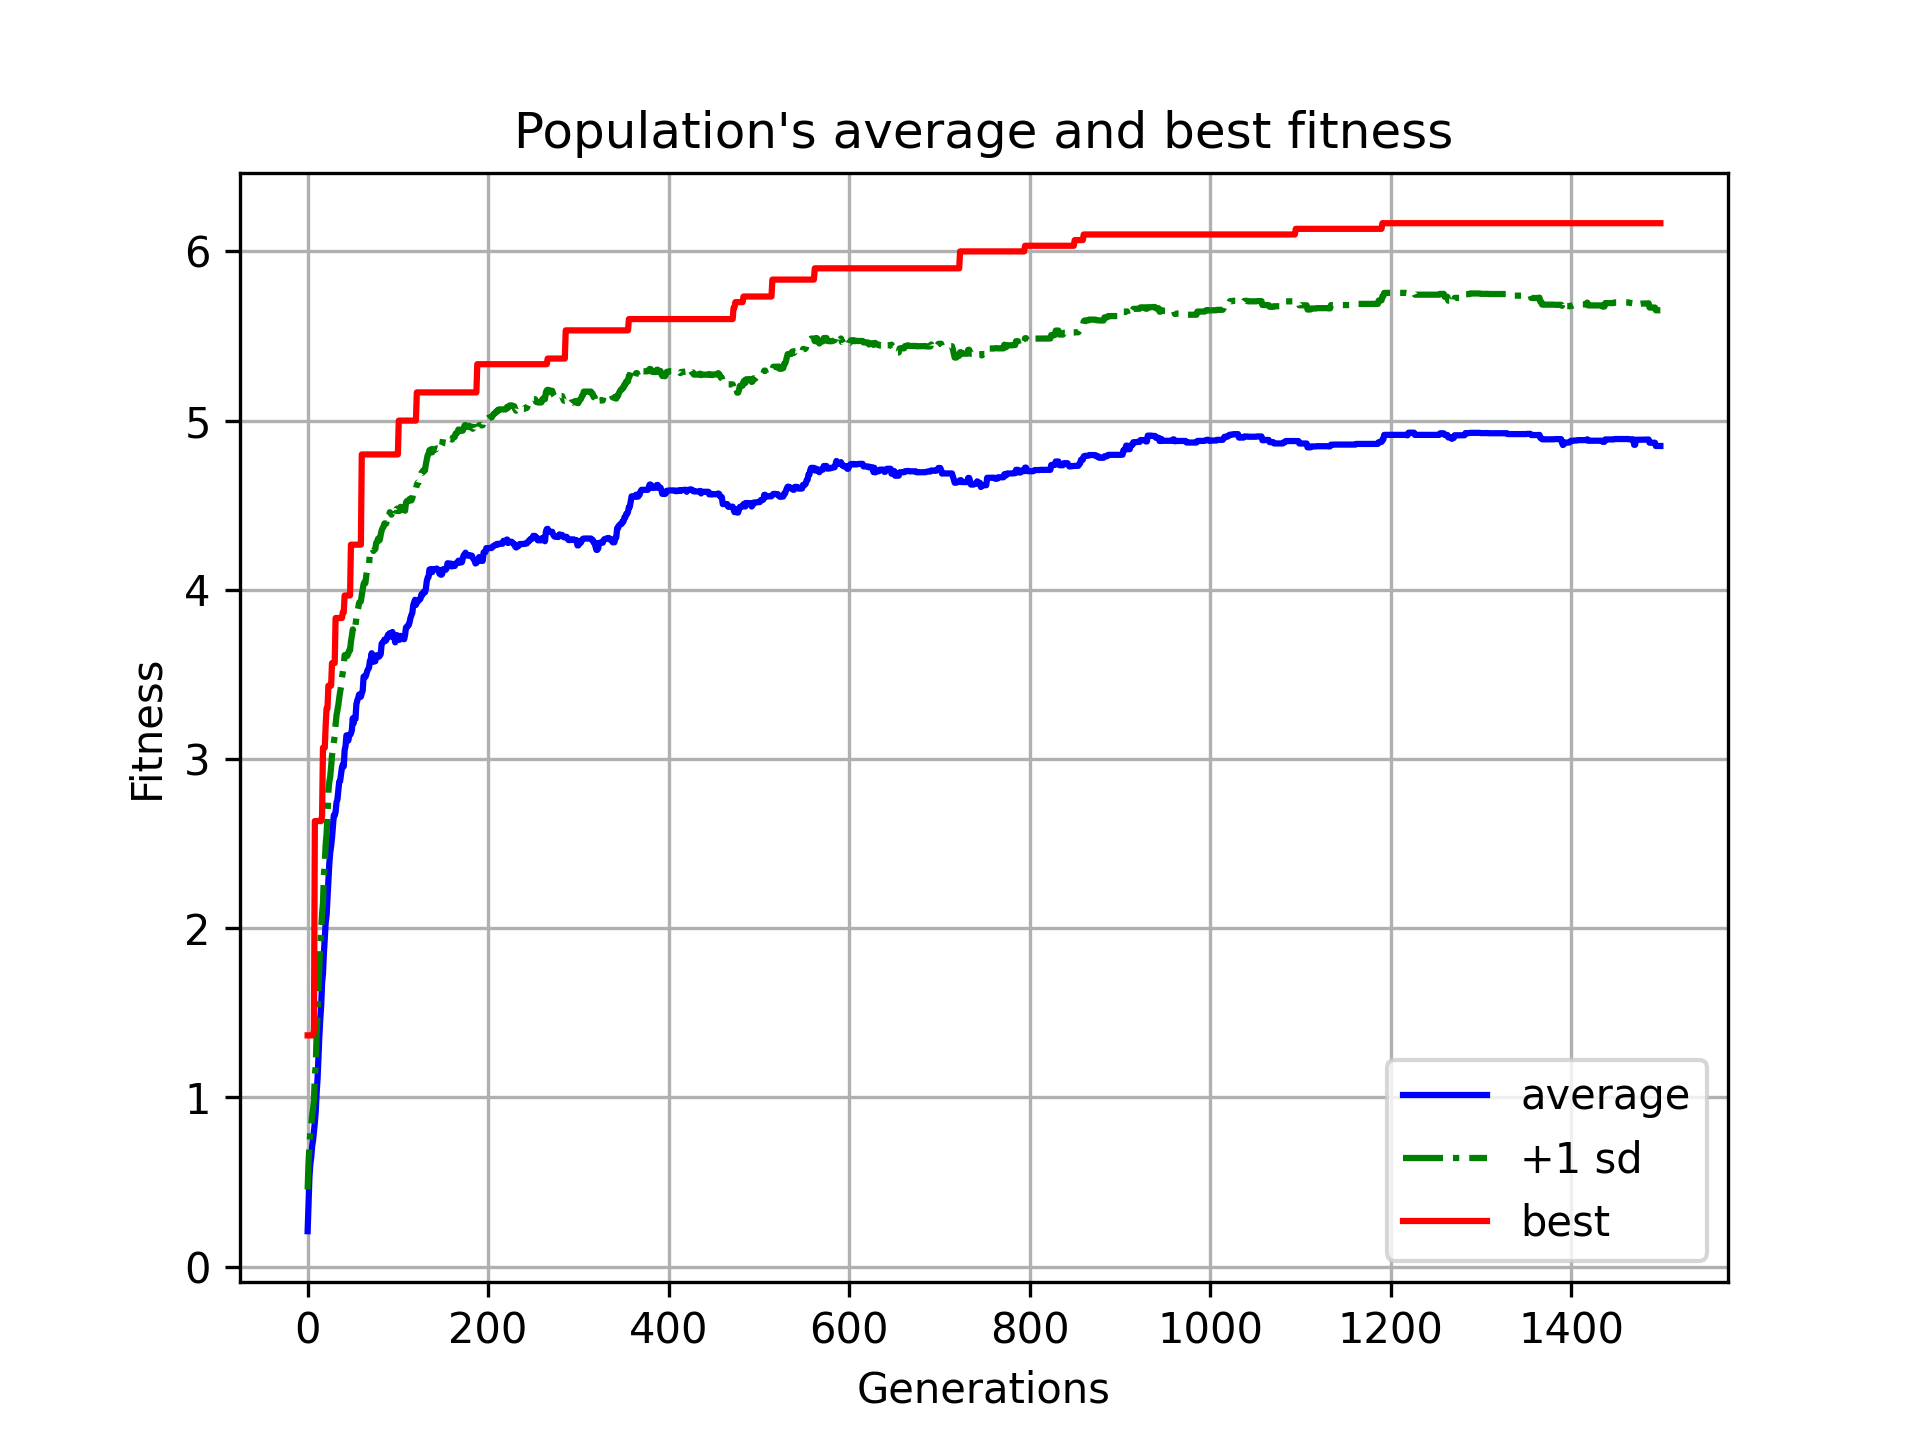 Population's average and best fitness
6
5
4
3
2
1
0
Fitness
0 200 400 600 800 1000 1200 1400
Generations
average
+1 sd
best